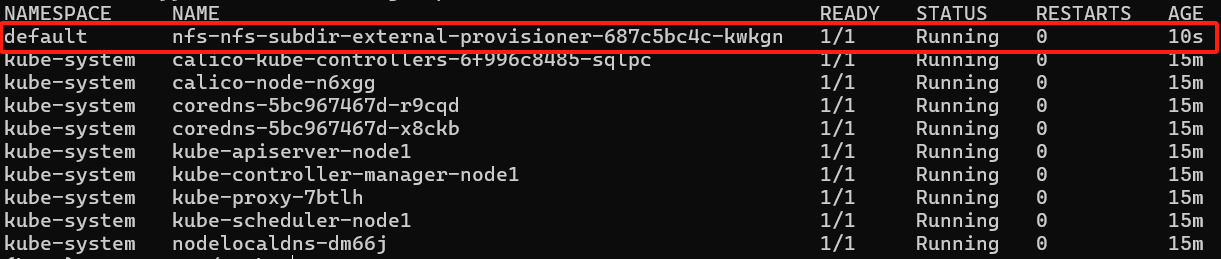 NAMESPACE NAME READY STATUS RESTARTS AGE
default nfs-nfs-subdir-external-provisioner-687c5bc4c-kwkgn 1/1 Running 0 10s
kube-system calico-kube-controllers-6f996c8485-sqlpc 1/1 Running 0 15m
kube-system calico-node-n6xgg 1/1 Running 0 15m
kube-system coredns-5bc967467d-r9cqd 1/1 Running 0 15m
kube-system coredns-5bc967467d-x8ckb 1/1 Running 0 15m
kube-system kube-apiserver-node1 1/1 Running 0 15m
kube-system kube-controller-manager-node1 1/1 Running 0 15m
kube-system kube-proxy-7btlh 1/1 Running 0 15m
kube-system kube-scheduler-node1 1/1 Running 0 15m
kube-system nodelocaldns-dm66j 1/1 Running 0 15m